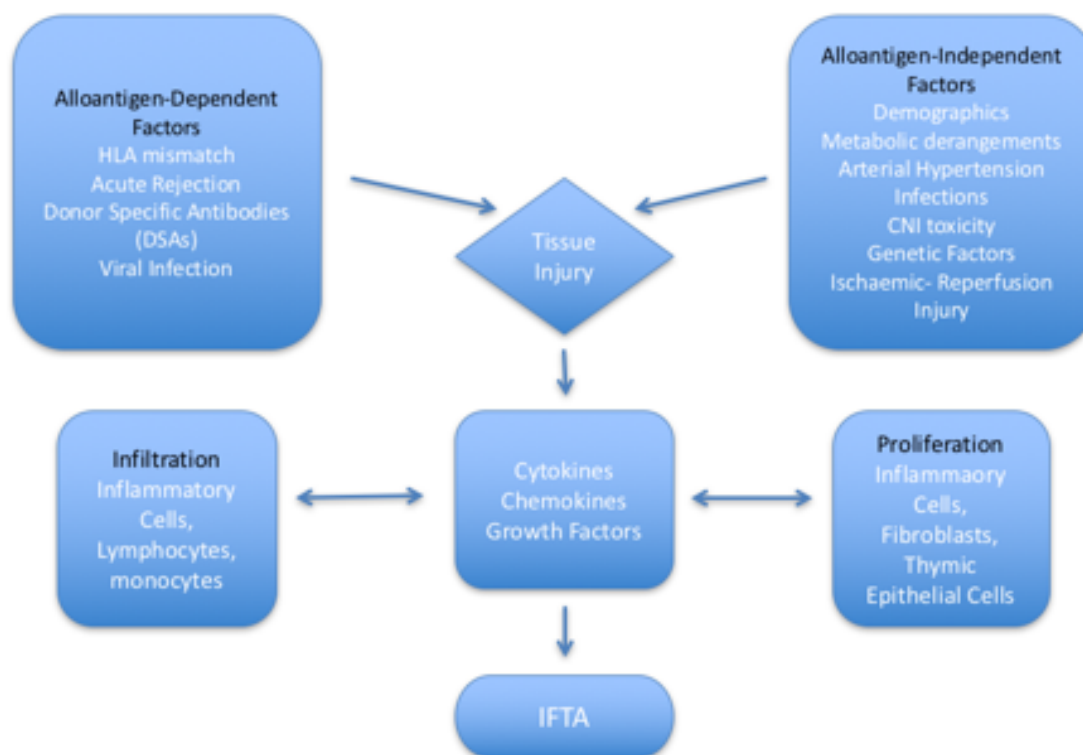 Alloantigen-Dependent
Factors
HLA mismatch
Acute Rejection
Donor Specific Antibodies
(DSAs)
Viral Infection
Alloantigen-Independent
Factors
Demographics
Metabolic derangements
Arterial Hypertension
Infections
CNI toxicity
Genetic Factors
Ischaemic- Reperfusion
Injury
Tissue
Injury
Infiltration
Inflammatory
Cells,
Lymphocytes,
monocytes
Cytokines
Chemokines
Growth Factors
Proliferation
Inflammaory
Cells,
Fibroblasts,
Thymic
Epithelial Cells
IFTA